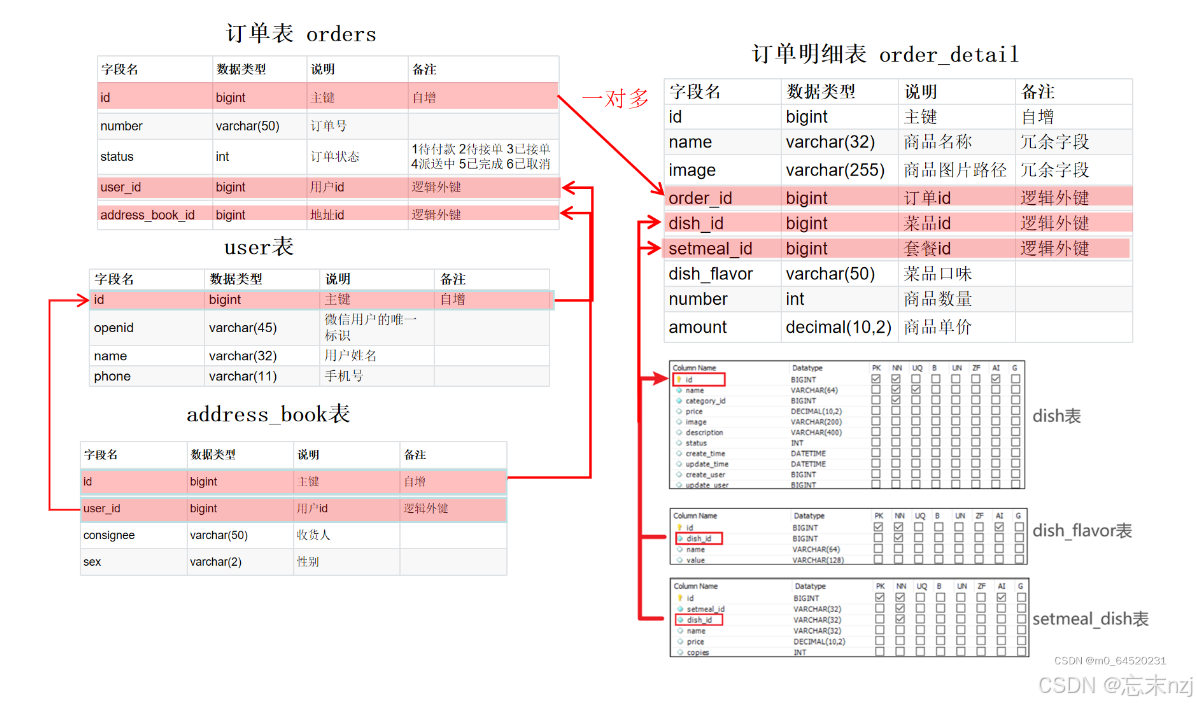 订单表 orders
字段名 数据类型 说明 备注
id bigint 主键 自增
number varchar(50) 订单号
status int 订单状态 1待付款 2待接单 3已接单
4派送中 5已完成 6已取消
user_id bigint 用户id 逻辑外键
address_book_id bigint 地址id 逻辑外键
user表
字段名 数据类型 说明 备注
id bigint 主键 自增
openid varchar(45) 微信用户的唯一
标识
name varchar(32) 用户姓名
phone varchar(11) 手机号
address_book表
字段名 数据类型 说明 备注
id bigint 主键 自增
user_id bigint 用户id 逻辑外键
consignee varchar(50) 收货人
sex varchar(2) 性别
一对多
订单明细表 order_detail
字段名 数据类型 说明 备注
id bigint 主键 自增
name varchar(32) 商品名称 冗余字段
image varchar(255) 商品图片路径 冗余字段
order_id bigint 订单id 逻辑外键
dish_id bigint 菜品id 逻辑外键
setmeal_id bigint 套餐id 逻辑外键
dish_flavor varchar(50) 菜品口味
number int 商品数量
amount decimal(10,2) 商品单价
Column Name Datatype PK NN UQ B UN ZF AI G
id BIGINT
name VARCHAR(64)
category_id BIGINT
price DECIMAL(10,2)
image VARCHAR(200)
description VARCHAR(400)
status INT
create_time DATETIME
update_time DATETIME
create_user BIGINT
update_user BIGINT
dish表
Column Name Datatype PK NN UQ B UN ZF AI G
id BIGINT
dish_id BIGINT
name VARCHAR(64)
value VARCHAR(128)
dish_flavor表
Column Name Datatype PK NN UQ B UN ZF AI G
id BIGINT
setmeal_id VARCHAR(32)
dish_id VARCHAR(32)
name VARCHAR(32)
price DECIMAL(10,2)
copies INT
setmeal_dish表
CSDN @m0_64520231
CSDN @忘末nzj